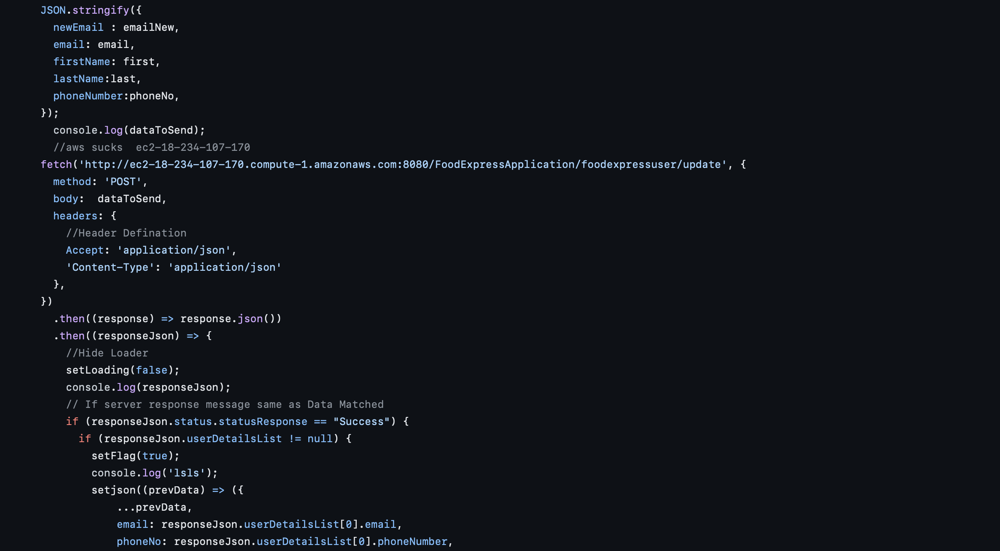 JSON.stringify({
newEmail : emailNew,
email: email,
firstName: first,
lastName:last,
phoneNumber:phoneNo,
});
console.log(dataToSend);
//aws sucks  ec2-18-234-107-170
fetch('http://ec2-18-234-107-170.compute-1.amazonaws.com:8080/FoodExpressApplication/foodexpressuser/update', {
method: 'POST',
body:  dataToSend,
headers: {
//Header Defination
Accept: 'application/json',
'Content-Type': 'application/json'
},
})
.then((response) => response.json())
.then((responseJson) => {
//Hide Loader
setLoading(false);
console.log(responseJson);
// If server response message same as Data Matched
if (responseJson.status.statusResponse == "Success") {
if (responseJson.userDetailsList != null) {
setFlag(true);
console.log('lsls');
setjson((prevData) => ({
...prevData,
email: responseJson.userDetailsList[0].email,
phoneNo: responseJson.userDetailsList[0].phoneNumber,